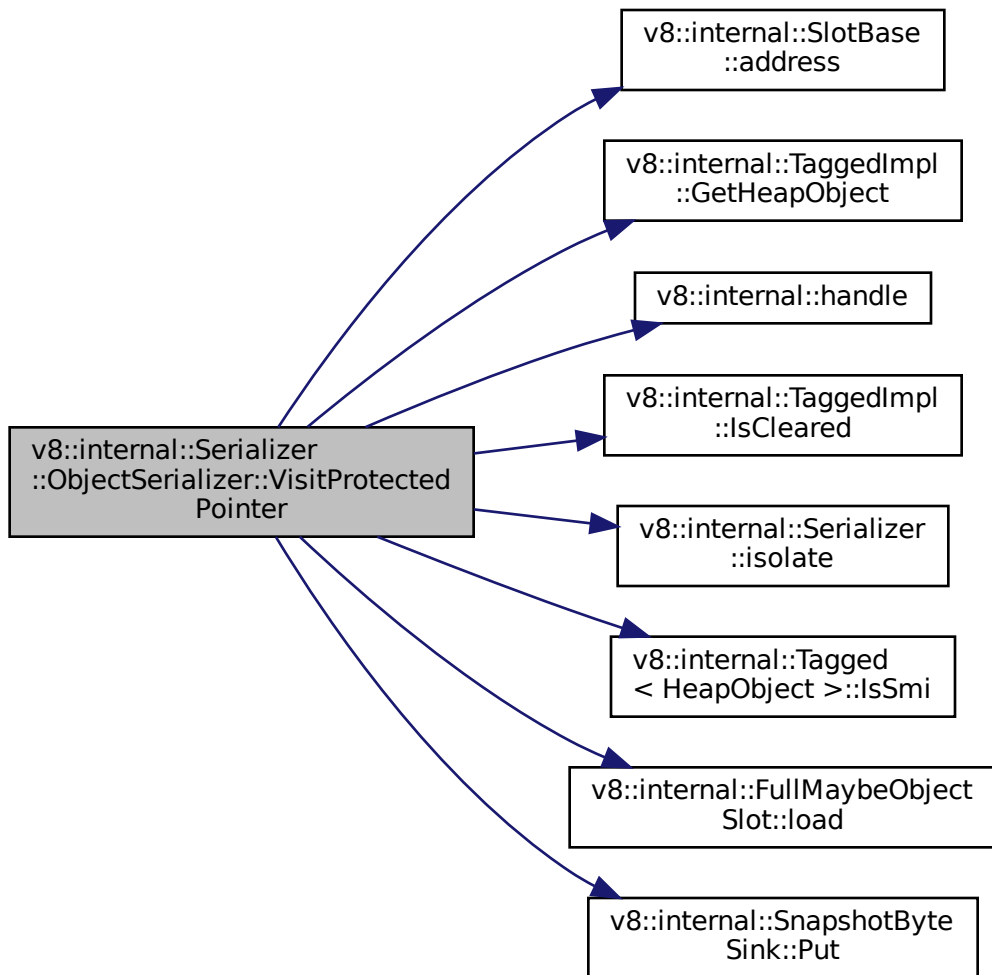 v8::internal::SlotBase
::address
v8::internal::TaggedImpl
::GetHeapObject
v8::internal::handle
v8::internal::TaggedImpl
::IsCleared
v8::internal::Serializer
::ObjectSerializer::VisitProtected
Pointer
v8::internal::Serializer
::isolate
v8::internal::Tagged
< HeapObject >::IsSmi
v8::internal::FullMaybeObject
Slot::load
v8::internal::SnapshotByte
Sink::Put